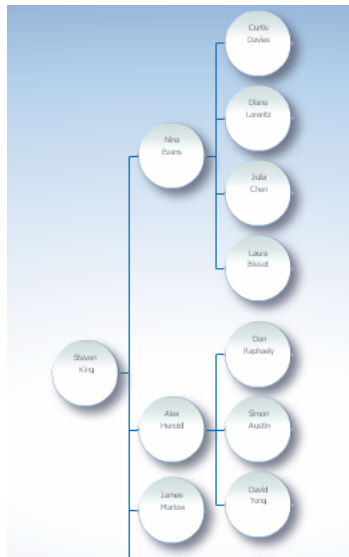 Curtis
Davies
Diana
Lorentz
Nina
Evans
Julia
Chen
Laura
Bissot
Dan
Raphaely
Steven
King
Alex
Hunold
Simon
Austin
James
Marlow
David
Yang